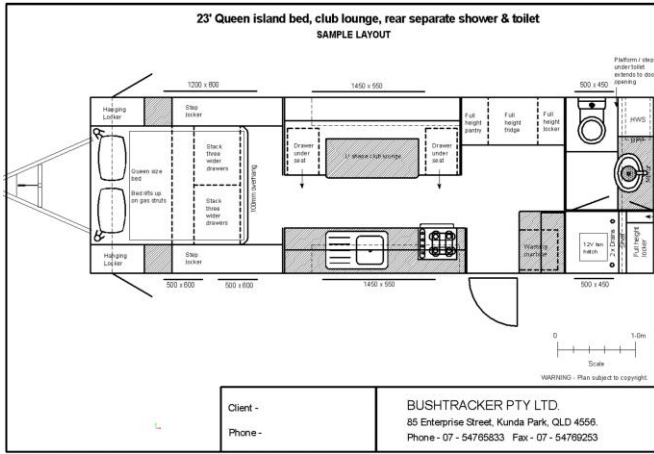 23' Queen island bed, club lounge, rear separate shower & toilet
SAMPLE LAYOUT
Platform / step
under toilet
extends to door
opening
1200 x 600
1450 x 550
500 x 450
Hanging
Locker
Step
locker
Full
height
pantry
Full
height
fridge
Full
height
locker
HWS
Drawer
under
seat
U shape club lounge
Drawer
under
seat
Stack
three
wider
drawers
Queen size
bed
Bed lifts up
on gas struts
Stack
three
wider
drawers
100mm overhang
Hanging
Locker
Step
locker
Washing
machine
12V fan
hatch
2 x Drains
Shelf
Full height
locker
500 x 600
500 x 600
1450 x 550
500 x 450
0
1-0m
Scale
WARNING - Plan subject to copyright.
Client -
Phone -
BUSHTRACKER PTY LTD.
85 Enterprise Street, Kunda Park, QLD 4556.
Phone - 07 - 54765833 Fax - 07 - 54769253